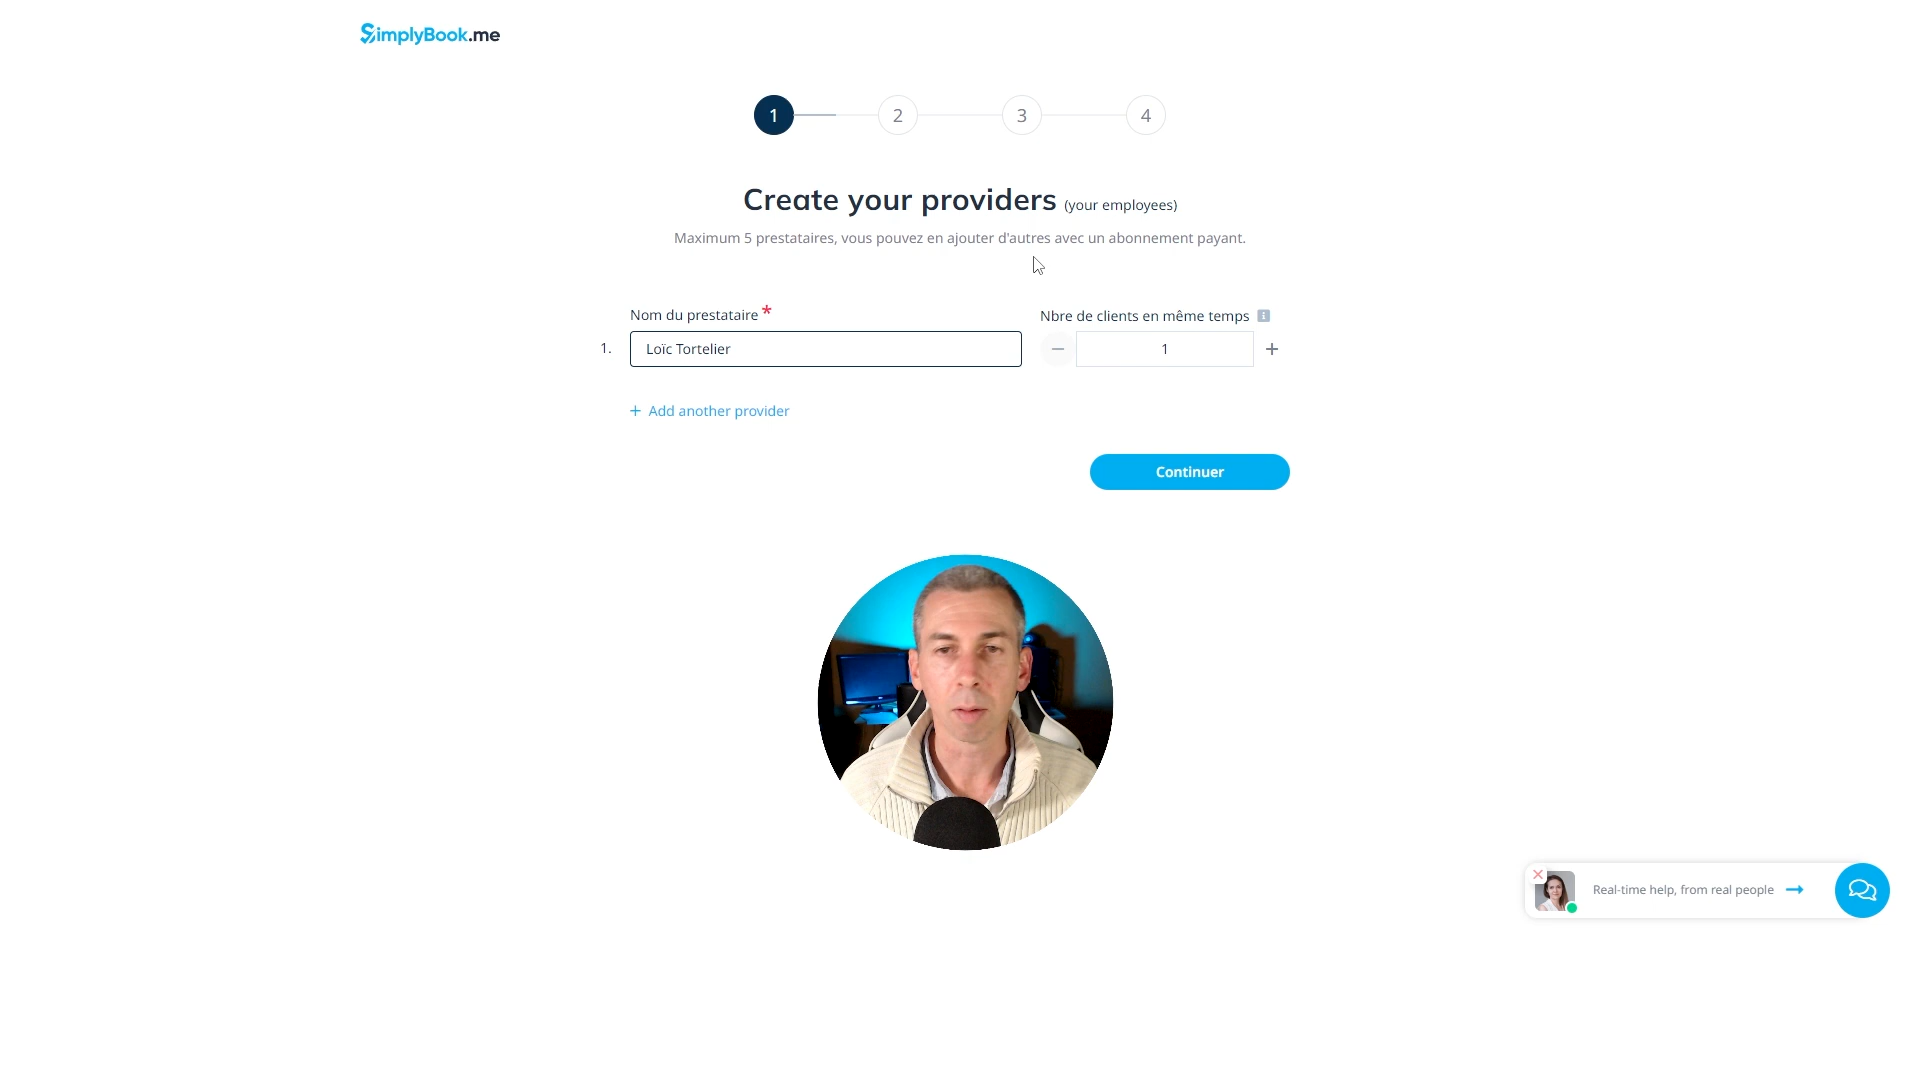 SimplyBook.me
1 2 3 4
Create your providers (your employees)
Maximum 5 prestataires, vous pouvez en ajouter d'autres avec un abonnement payant.
Nom du prestataire * Nbre de clients en même temps i
1. Loïc Tortelier − 1 +
+ Add another provider
Continuer
Real-time help, from real people →